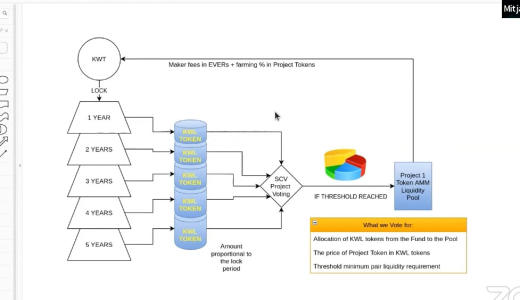 Mitja
KWT
Maker fees in EVERs + farming % in Project Tokens
LOCK
1 YEAR
2 YEARS
3 YEARS
4 YEARS
5 YEARS
KWL
TOKEN
KWL
TOKEN
KWL
TOKEN
KWL
TOKEN
KWL
TOKEN
Amount
proportional to
the lock
period
SCV
Project
Voting
IF THRESHOLD REACHED
Project 1
Token AMM
Liquidity
Pool
What we Vote for:
Allocation of KWL tokens from the Fund to the Pool
The price of Project Token in KWL tokens
Threshold minimum pair liquidity requirement